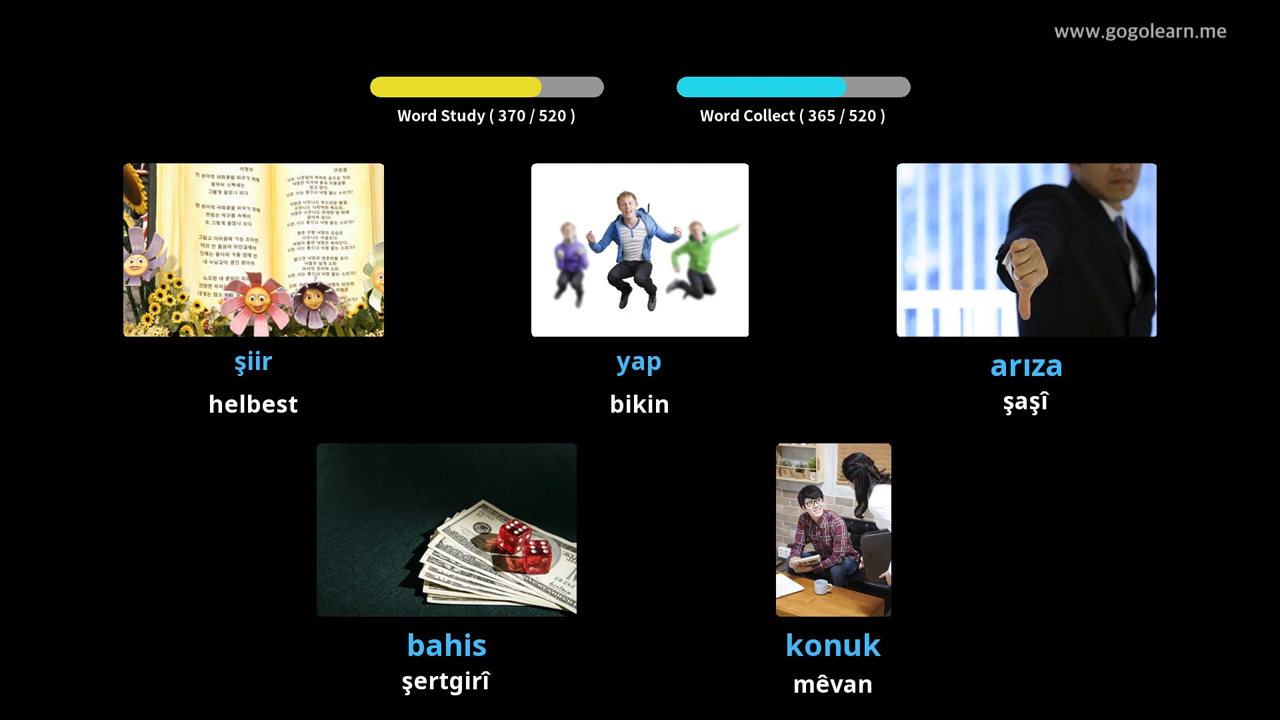 www.gogolearn.me
Word Study ( 370 / 520 )
Word Collect ( 365 / 520 )
şiir
helbest
yap
bikin
arıza
şaşî
bahis
şertgirî
konuk
mêvan